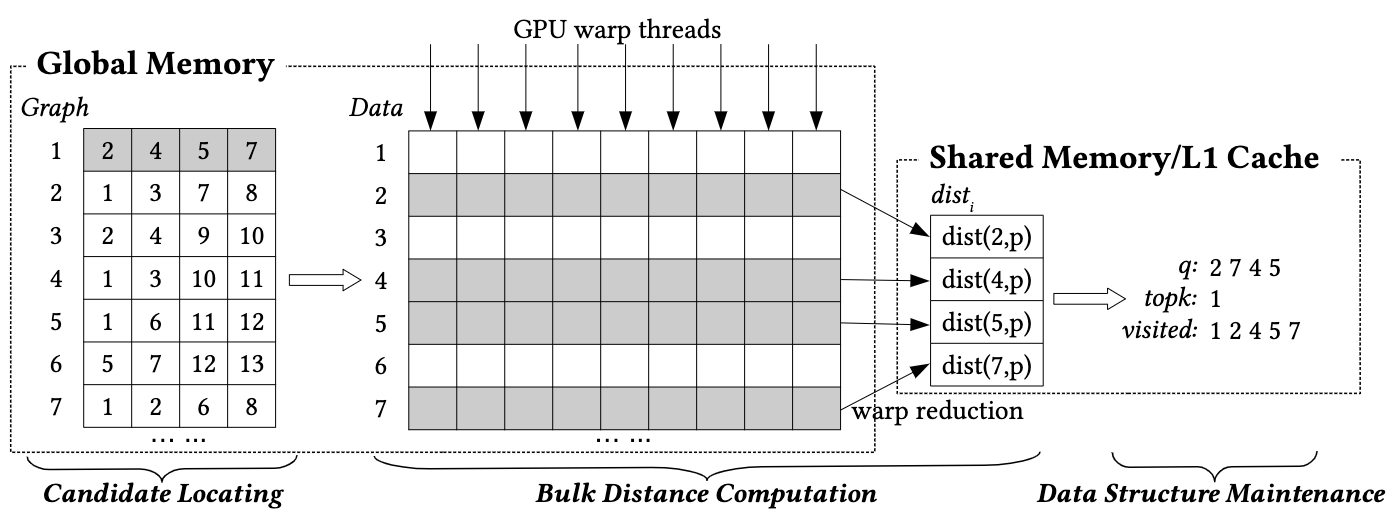 GPU warp threads
Global Memory
Graph
Data
1 2 4 5 7
2 1 3 7 8
3 2 4 9 10
4 1 3 10 11
5 1 6 11 12
6 5 7 12 13
7 1 2 6 8
... ...
1
2
3
4
5
6
7
... ...
Shared Memory/L1 Cache
dist i
dist(2,p)
dist(4,p)
dist(5,p)
dist(7,p)
warp reduction
q: 2 7 4 5
topk: 1
visited: 1 2 4 5 7
Candidate Locating
Bulk Distance Computation
Data Structure Maintenance